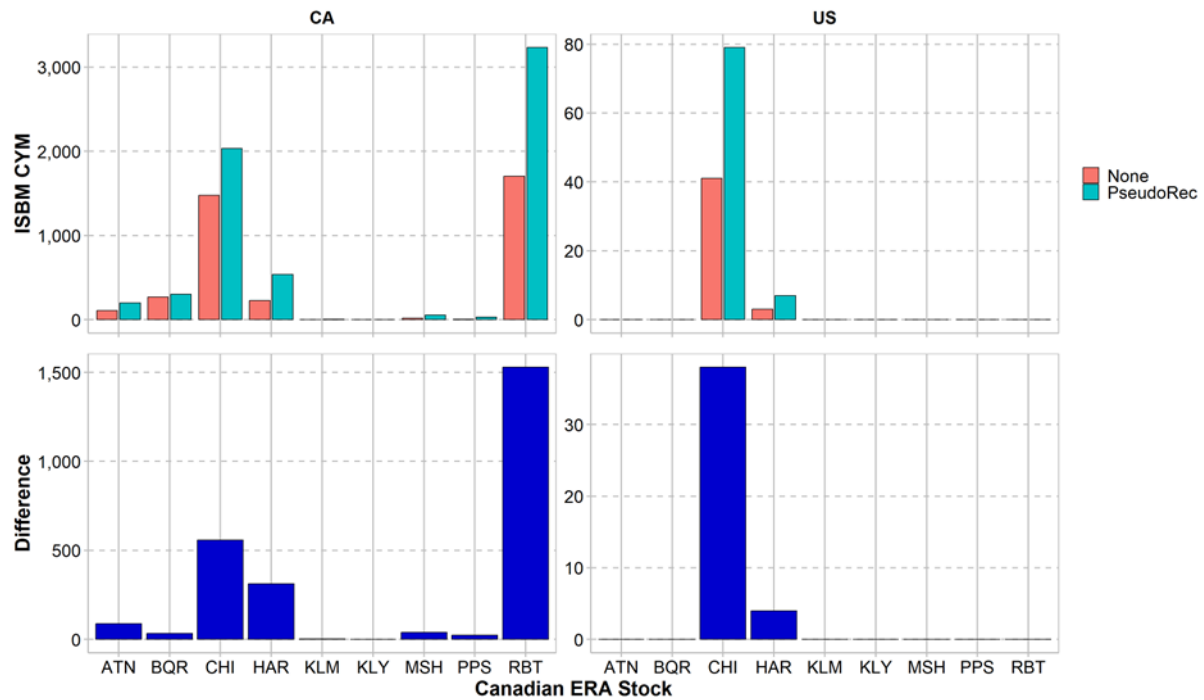 CA
US
ISBM CYM
3,000
2,000
1,000
0
80
60
40
20
0
None
PseudoRec
Difference
1,500
1,000
500
0
30
20
10
0
ATN BQR CHI HAR KLM KLY MSH PPS RBT
ATN BQR CHI HAR KLM KLY MSH PPS RBT
Canadian ERA Stock